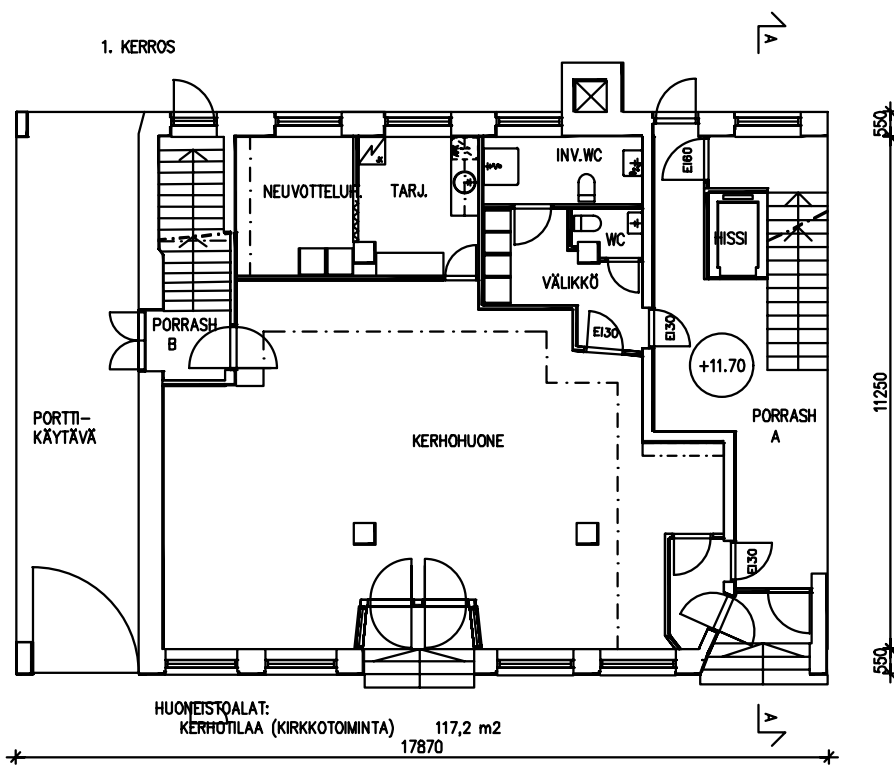 1. KERROS
A
550
INV.WC
EI60
NEUVOTTELUH.
TARJ.
WC
HISSI
VÄLIKKÖ
PORRASH
B
EI30
EI30
+11.70
11250
PORTTI-
KÄYTÄVÄ
KERHOHUONE
PORRASH
A
EI30
550
HUONEISTOALAT:
KERHOTILAA (KIRKKOTOIMINTA) 117,2 m2
A
17870